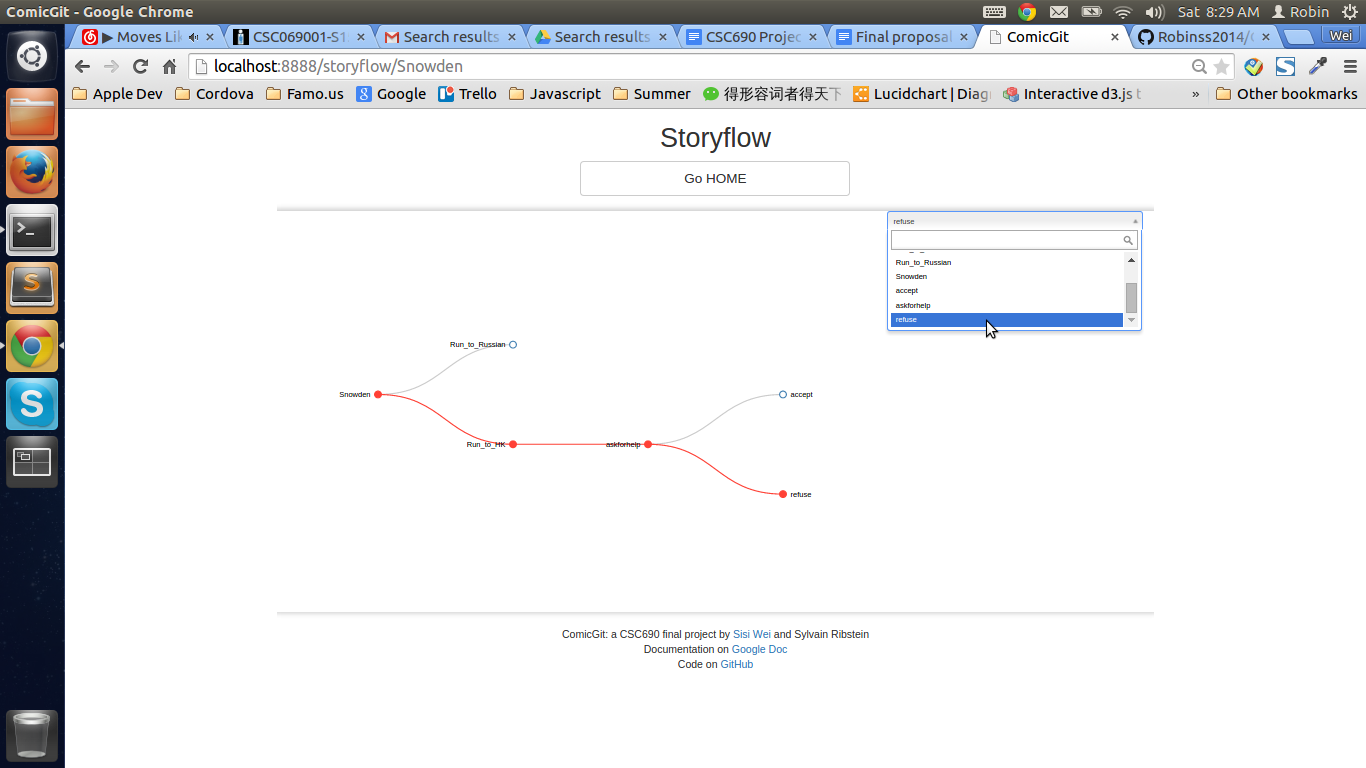 ComicGit - Google Chrome
Sat 8:29 AM
Robin
▶ Moves Lik
CSC069001-S1
Search results
Search results
CSC690 Projec
Final proposal
ComicGit
Robinss2014/
Wei
localhost:8888/storyflow/Snowden
Apple Dev
Cordova
Famo.us
Google
Trello
Javascript
Summer
得形容词者得天下
Lucidchart | Diag
Interactive d3.js t
»
Other bookmarks
Storyflow
Go HOME
refuse
Run_to_Russian
Snowden
accept
askforhelp
refuse
Run_to_Russian
Snowden
accept
Run_to_HK
askforhelp
refuse
ComicGit: a CSC690 final project by Sisi Wei and Sylvain Ribstein
Documentation on Google Doc
Code on GitHub